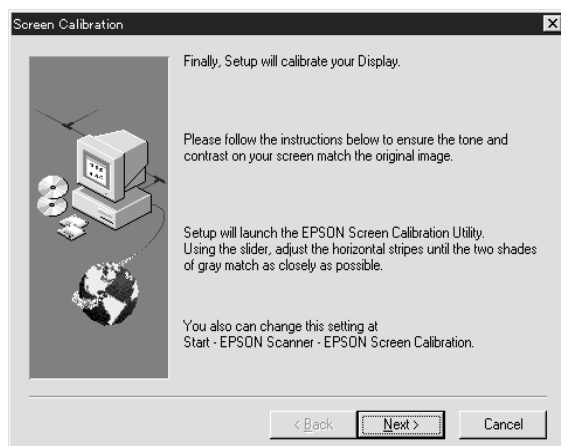 Screen Calibration
Finally, Setup will calibrate your Display.
Please follow the instructions below to ensure the tone and
contrast on your screen match the original image.
Setup will launch the EPSON Screen Calibration Utility.
Using the slider, adjust the horizontal stripes until the two shades
of gray match as closely as possible.
You also can change this setting at
Start - EPSON Scanner - EPSON Screen Calibration.
< Back
Next >
Cancel